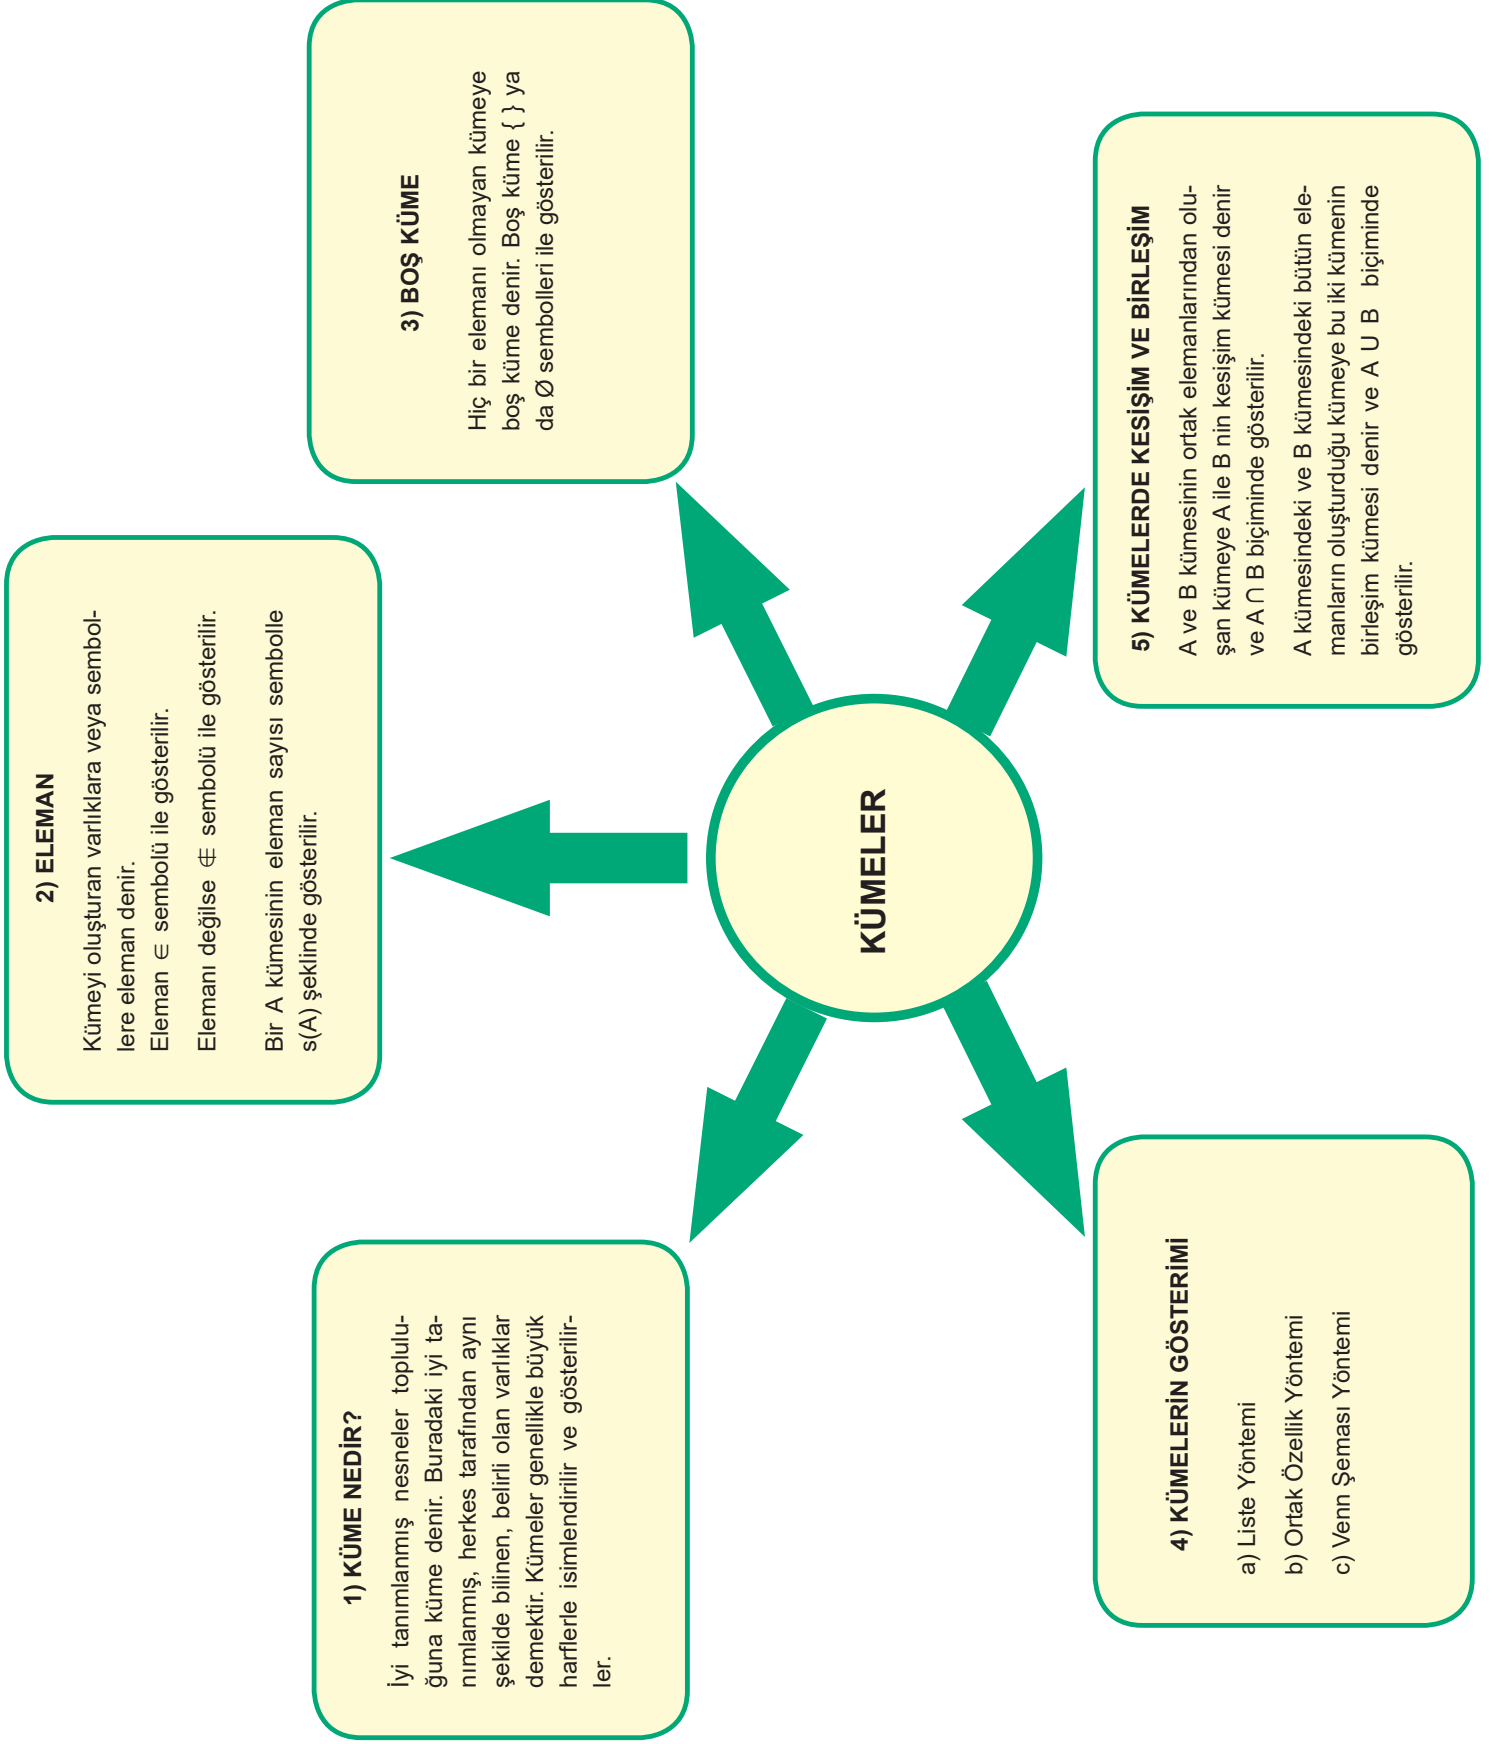 1) KÜME NEDİR?
İyi tanımlanmış nesneler toplulu-
ğuna küme denir. Buradaki iyi ta-
nımlanmış, herkes tarafından aynı
şekilde bilinen, belirli olan varlıklar
demektir. Kümeler genellikle büyük
harflerle isimlendirilir ve gösterilir-
ler.
2) ELEMAN
Kümeyi oluşturan varlıklara veya sembol-
lere eleman denir.
Eleman ∈ sembolü ile gösterilir.
Elemanı değilse ∉ sembolü ile gösterilir.
Bir A kümesinin eleman sayısı sembolle
s(A) şeklinde gösterilir.
3) BOŞ KÜME
Hiç bir elemanı olmayan kümeye
boş küme denir. Boş küme { } ya
da Ø sembolleri ile gösterilir.
KÜMELER
4) KÜMELERİN GÖSTERİMİ
a) Liste Yöntemi
b) Ortak Özellik Yöntemi
c) Venn Şeması Yöntemi
5) KÜMELERDE KESİŞİM VE BİRLEŞİM
A ve B kümesinin ortak elemanlarından olu-
şan kümeye A ile B nin kesişim kümesi denir
ve A ∩ B biçiminde gösterilir.
A kümesindeki ve B kümesindeki bütün ele-
manların oluşturduğu kümeye bu iki kümenin
birleşim kümesi denir ve A U B biçiminde
gösterilir.